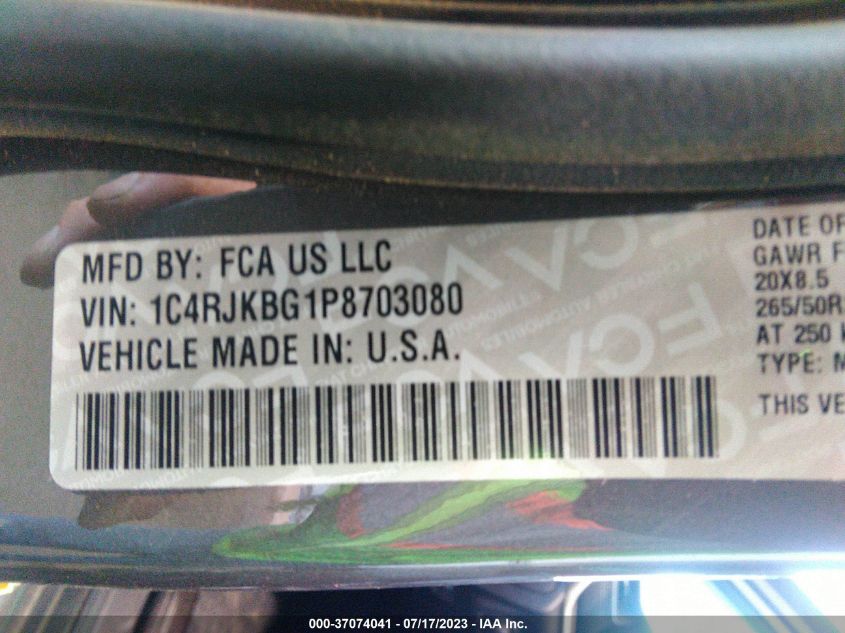 MFD BY: FCA US LLC
VIN: 1C4RJKBG1P8703080
VEHICLE MADE IN: U.S.A.
DATE OF
GAWR F
20X8.5
265/50R
AT 250
TYPE: M
THIS VE
000-37074041 - 07/17/2023 - IAA Inc.